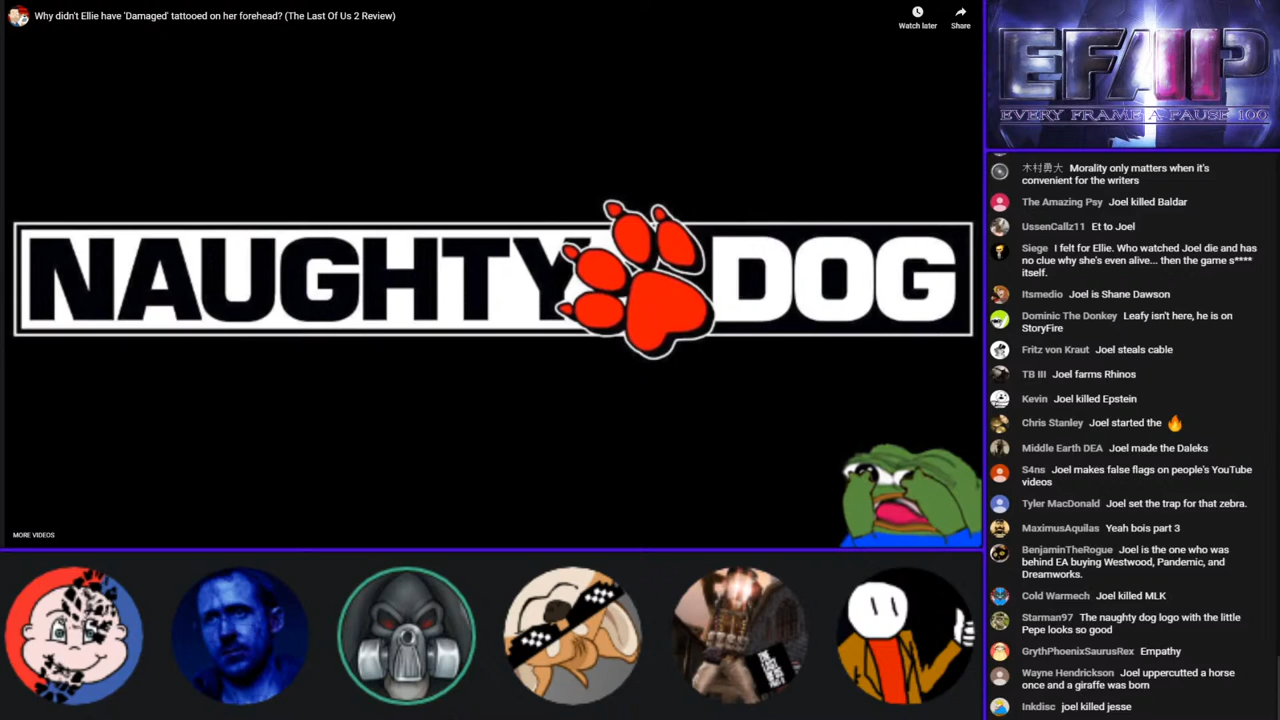 Why didn't Ellie have 'Damaged' tattooed on her forehead? (The Last Of Us 2 Review)
Watch later
Share
NAUGHTY DOG
MORE VIDEOS
EFAP
EVERY FRAME A PAUSE 100
木村勇大 Morality only matters when it's
convenient for the writers
The Amazing Psy Joel killed Baldar
UssenCallz11 Et to Joel
Siege I felt for Ellie. Who watched Joel die and has
no clue why she's even alive... then the game s****
itself.
Itsmedio Joel is Shane Dawson
Dominic The Donkey Leafy isn't here, he is on
StoryFire
Fritz von Kraut Joel steals cable
TB III Joel farms Rhinos
Kevin Joel killed Epstein
Chris Stanley Joel started the 🔥
Middle Earth DEA Joel made the Daleks
S4ns Joel makes false flags on people's YouTube
videos
Tyler MacDonald Joel set the trap for that zebra.
MaximusAquilas Yeah bois part 3
BenjaminTheRogue Joel is the one who was
behind EA buying Westwood, Pandemic, and
Dreamworks.
Cold Warmech Joel killed MLK
Starman97 The naughty dog logo with the little
Pepe looks so good
GrythPhoenixSaurusRex Empathy
Wayne Hendrickson Joel uppercutted a horse
once and a giraffe was born
Inkdisc joel killed jesse